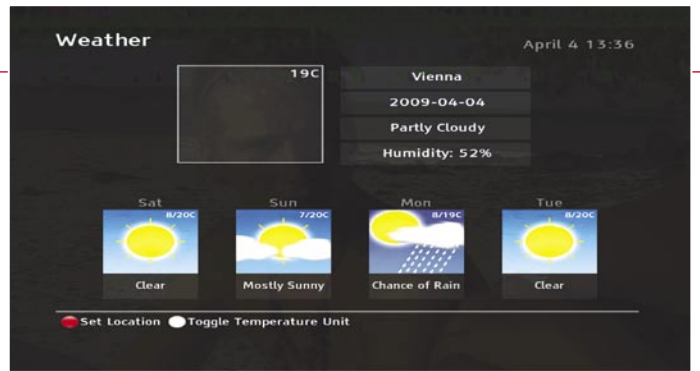 Weather
April 4 13:36
19C
Vienna
2009-04-04
Partly Cloudy
Humidity: 52%
Sat Sun Mon Tue
8/20C 7/20C 8/19C 8/20C
Clear Mostly Sunny Chance of Rain Clear
Set Location Toggle Temperature Unit